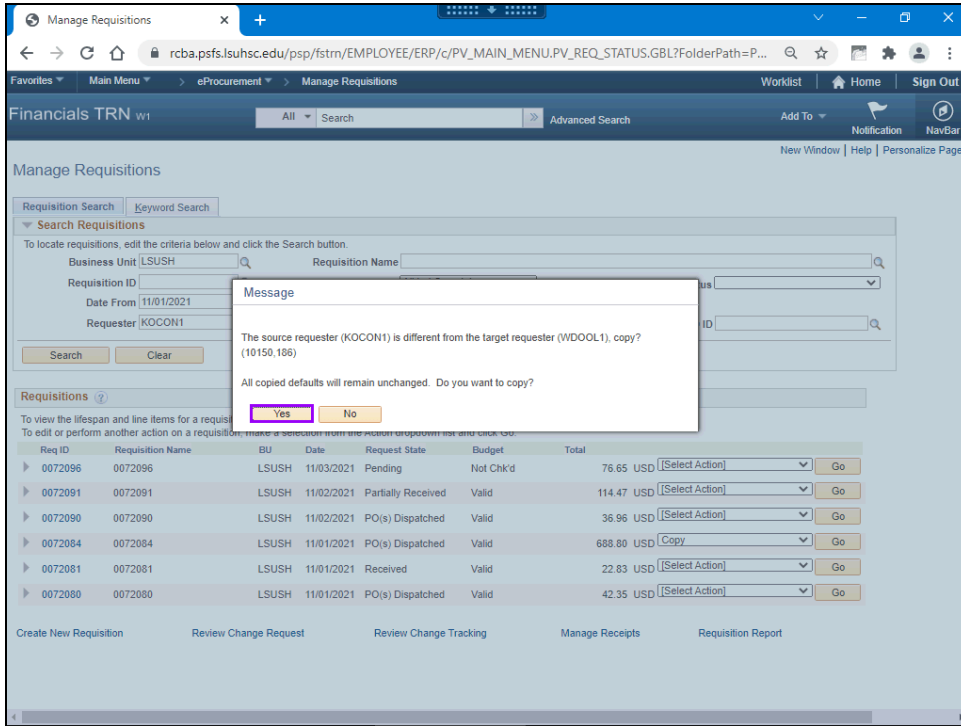 Manage Requisitions
rcba.psfs.lsuhsc.edu/psp/fstrn/EMPLOYEE/ERP/c/PV_MAIN_MENU.PV_REQ_STATUS.GBL?FolderPath=P...
Favorites Main Menu > eProcurement > Manage Requisitions Worklist Home Sign Out
Financials TRN W1 All Search Advanced Search Add To Notification NavBar
New Window | Help | Personalize Page
Manage Requisitions
Requisition Search Keyword Search
Search Requisitions
To locate requisitions, edit the criteria below and click the Search button.
Business Unit LSUSH Requisition Name
Requisition ID
Date From 11/01/2021
Requester KOCON1 ID
Search Clear
Message
The source requester (KOCON1) is different from the target requester (WDOOL1), copy?
(10150,186)
All copied defaults will remain unchanged. Do you want to copy?
Yes No
Requisitions
To view the lifespan and line items for a requisi
To edit or perform another action on a requisition, make a selection from the Action dropdown list and click Go.
Req ID Requisition Name BU Date Request State Budget Total
0072096 0072096 LSUSH 11/03/2021 Pending Not Chk'd 76.65 USD [Select Action] Go
0072091 0072091 LSUSH 11/02/2021 Partially Received Valid 114.47 USD [Select Action] Go
0072090 0072090 LSUSH 11/02/2021 PO(s) Dispatched Valid 36.96 USD [Select Action] Go
0072084 0072084 LSUSH 11/01/2021 PO(s) Dispatched Valid 688.80 USD Copy Go
0072081 0072081 LSUSH 11/01/2021 Received Valid 22.83 USD [Select Action] Go
0072080 0072080 LSUSH 11/01/2021 PO(s) Dispatched Valid 42.35 USD [Select Action] Go
Create New Requisition Review Change Request Review Change Tracking Manage Receipts Requisition Report